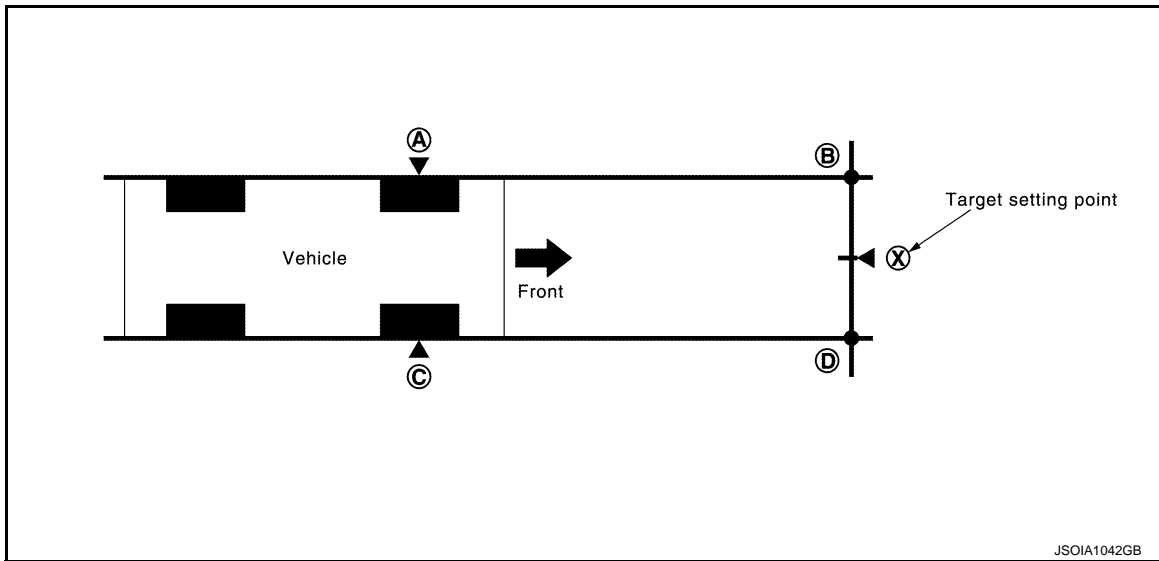 Ⓐ
Ⓑ
Target setting point
Vehicle
Ⓧ
Front
Ⓓ
Ⓒ
JSOIA1042GB